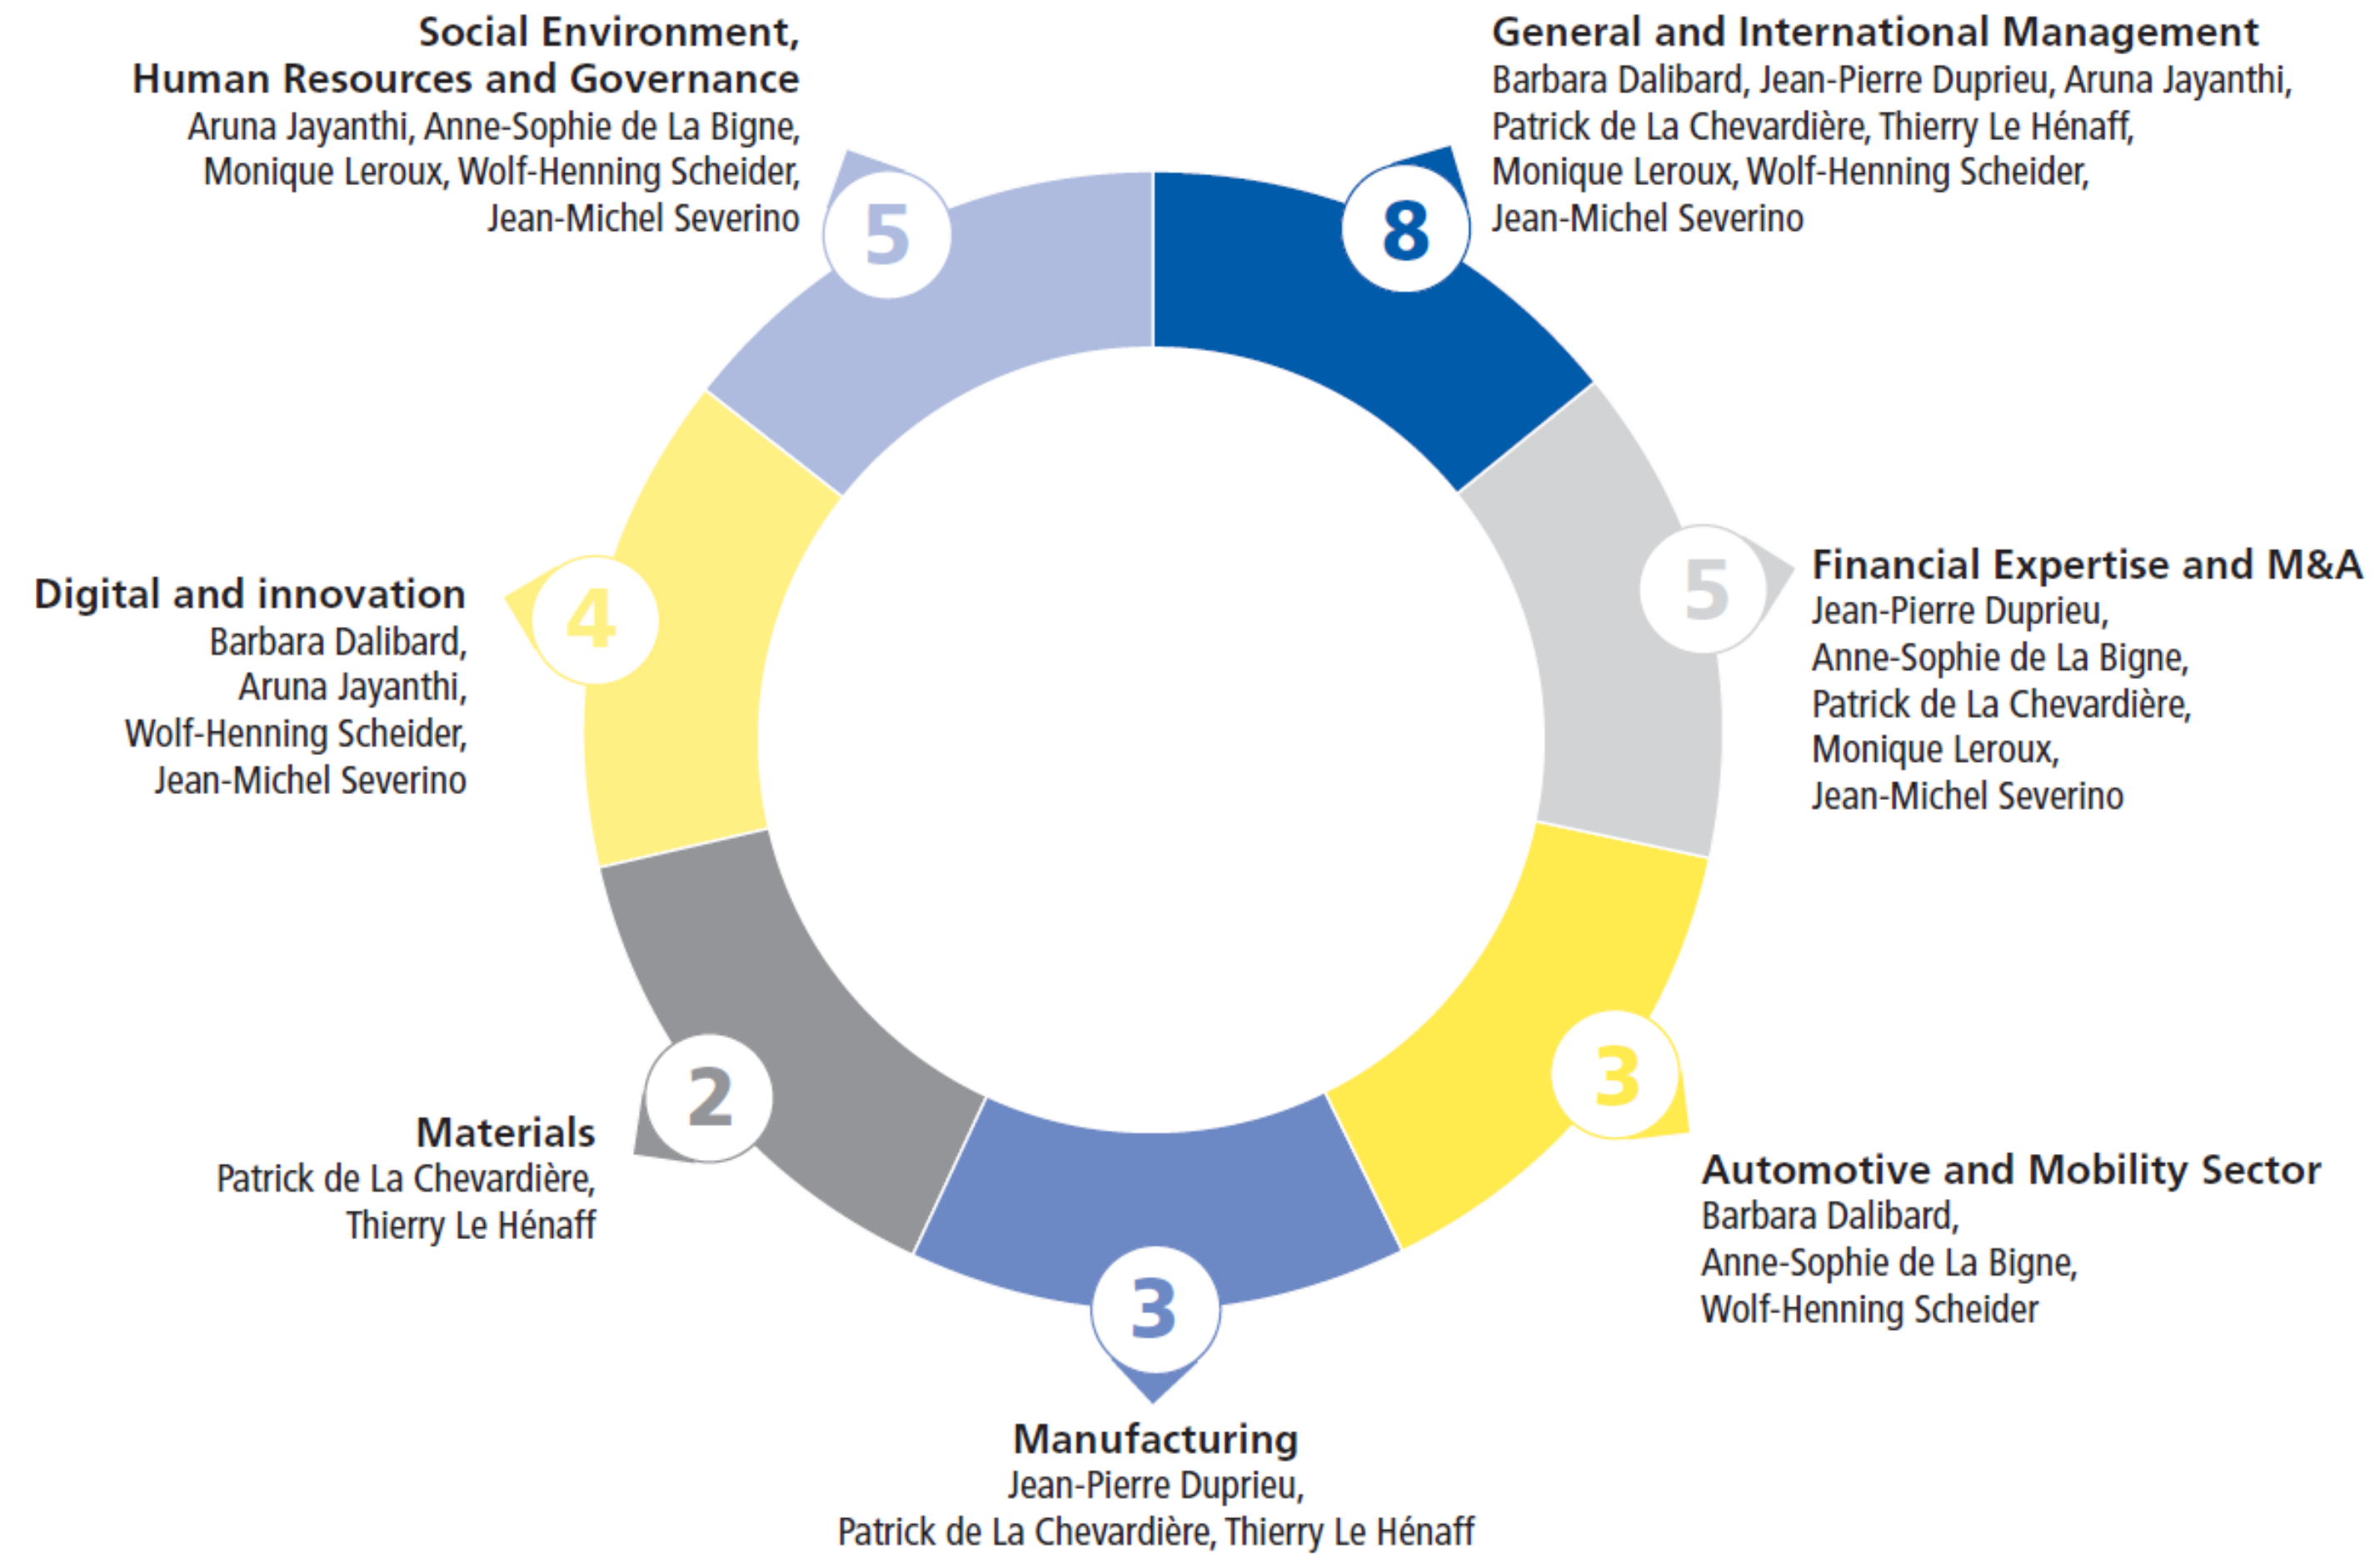 Social Environment,
Human Resources and Governance
Aruna Jayanthi, Anne-Sophie de La Bigne,
Monique Leroux, Wolf-Henning Scheider,
Jean-Michel Severino
5
General and International Management
Barbara Dalibard, Jean-Pierre Duprieu, Aruna Jayanthi,
Patrick de La Chevardière, Thierry Le Hénaff,
Monique Leroux, Wolf-Henning Scheider,
Jean-Michel Severino
8
Financial Expertise and M&A
Jean-Pierre Duprieu,
Anne-Sophie de La Bigne,
Patrick de La Chevardière,
Monique Leroux,
Jean-Michel Severino
5
Digital and innovation
Barbara Dalibard,
Aruna Jayanthi,
Wolf-Henning Scheider,
Jean-Michel Severino
4
Materials
Patrick de La Chevardière,
Thierry Le Hénaff
2
Automotive and Mobility Sector
Barbara Dalibard,
Anne-Sophie de La Bigne,
Wolf-Henning Scheider
3
3
Manufacturing
Jean-Pierre Duprieu,
Patrick de La Chevardière, Thierry Le Hénaff